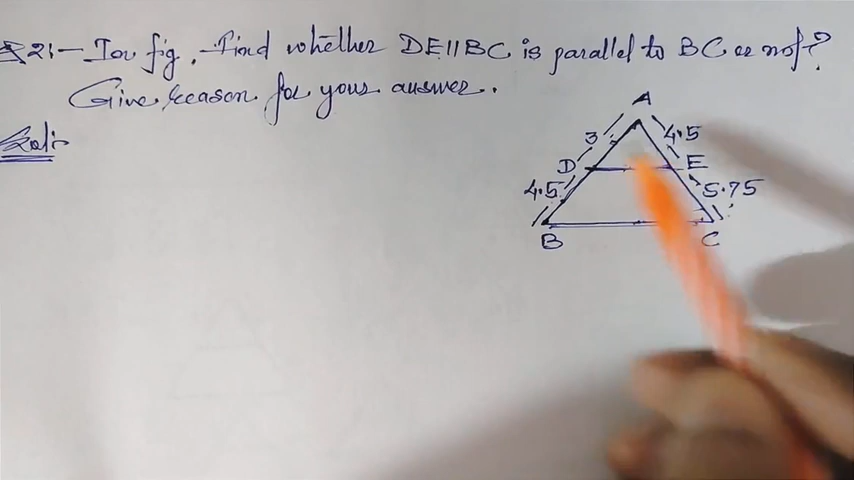 Q 2:- In fig. Find whether DE||BC is parallel to BC or not?
Give reason for your answer.
Sol:-
A
3 4.5
D E
4.5 5.75
B C